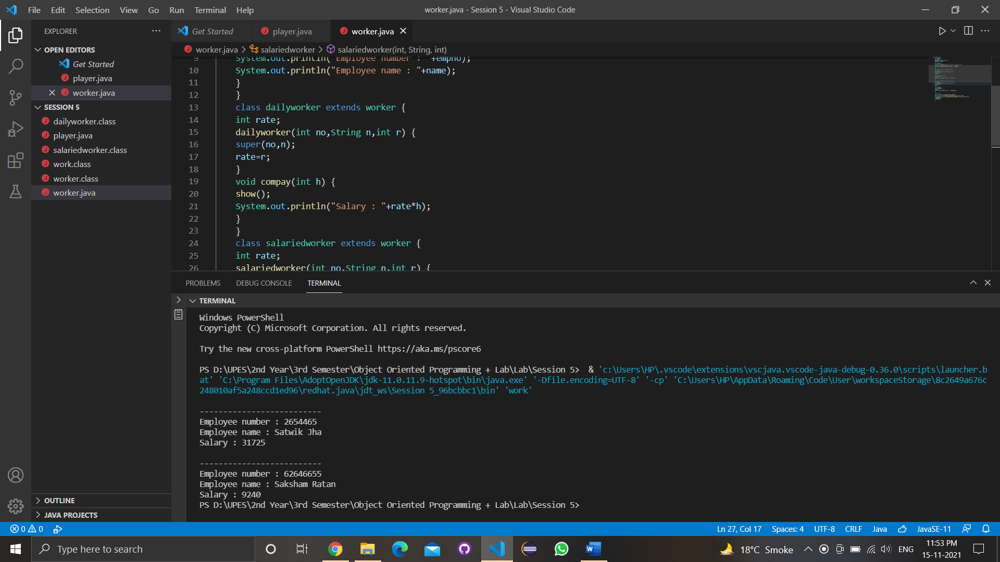 File Edit Selection View Go Run Terminal Help
worker.java - Session 5 - Visual Studio Code
EXPLORER
OPEN EDITORS
Get Started
player.java
worker.java
SESSION 5
dailyworker.class
player.java
salariedworker.class
work.class
worker.class
worker.java
OUTLINE
JAVA PROJECTS
Get Started player.java worker.java
worker.java > salariedworker > salariedworker(int, String, int)
9 System.out.println("Employee number : "+empno);
10 System.out.println("Employee name : "+name);
11 }
12 }
13 class dailyworker extends worker {
14 int rate;
15 dailyworker(int no,String n,int r) {
16 super(no,n);
17 rate=r;
18 }
19 void compay(int h) {
20 show();
21 System.out.println("Salary : "+rate*h);
22 }
23 }
24 class salariedworker extends worker {
25 int rate;
26 salariedworker(int no,String n,int r) {
PROBLEMS DEBUG CONSOLE TERMINAL
TERMINAL
Windows PowerShell
Copyright (C) Microsoft Corporation. All rights reserved.
Try the new cross-platform PowerShell https://aka.ms/pscore6
PS D:\UPES\2nd Year\3rd Semester\Object Oriented Programming + Lab\Lab\Session 5> & 'c:\Users\HP\.vscode\extensions\vscjava.vscode-java-debug-0.36.0\scripts\launcher.b
at' 'C:\Program Files\AdoptOpenJDK\jdk-11.0.11.9-hotspot\bin\java.exe' '-Dfile.encoding=UTF-8' '-cp' 'C:\Users\HP\AppData\Roaming\Code\User\workspaceStorage\8c2649a676c
248010af5a248ccd1ed96\redhat.java\jdt_ws\Session 5_96bcbbc1\bin' 'work'
--------------------------
Employee number : 2654465
Employee name : Satwik Jha
Salary : 31725
--------------------------
Employee number : 62646655
Employee name : Saksham Ratan
Salary : 9240
PS D:\UPES\2nd Year\3rd Semester\Object Oriented Programming + Lab\Lab\Session 5>
0 0
Ln 27, Col 17 Spaces: 4 UTF-8 CRLF Java JavaSE-11
Type here to search
18°C Smoke ENG
11:53 PM
15-11-2021